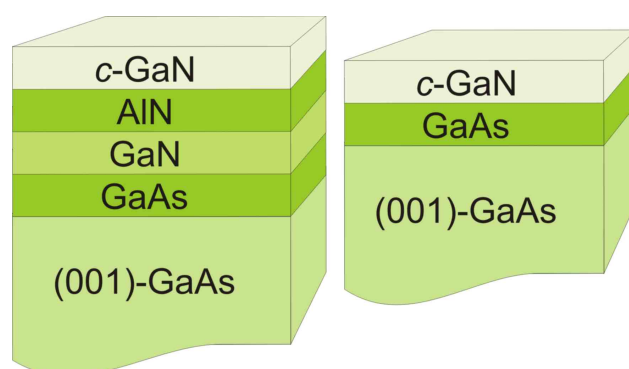 c-GaN
AlN
GaN
GaAs
(001)-GaAs
c-GaN
GaAs
(001)-GaAs